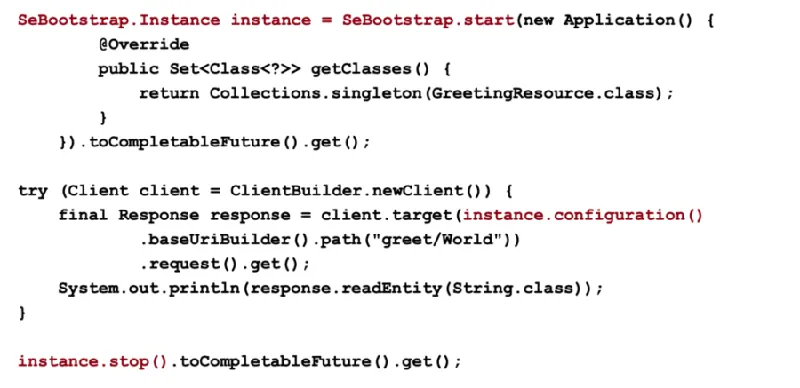 SeBootstrap.Instance instance = SeBootstrap.start(new Application() {
        @Override
        public Set<Class<?>> getClasses() {
            return Collections.singleton(GreetingResource.class);
        }
    }).toCompletableFuture().get();

try (Client client = ClientBuilder.newClient()) {
    final Response response = client.target(instance.configuration()
            .baseUriBuilder().path("greet/World"))
            .request().get();
    System.out.println(response.readEntity(String.class));
}

instance.stop().toCompletableFuture().get();